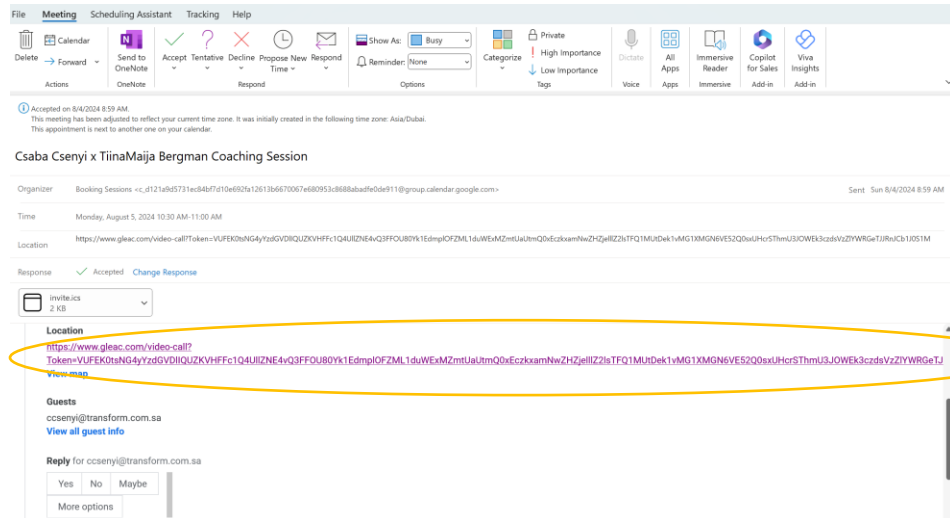 File Meeting Scheduling Assistant Tracking Help
Delete
Calendar
Forward
Actions
Send to OneNote
OneNote
Accept Tentative Decline Propose New Time Respond
Respond
Show As: Busy
Reminder: None
Options
Categorize
Private
High Importance
Low Importance
Tags
Dictate
Voice
All Apps
Apps
Immersive Reader
Immersive
Copilot for Sales
Add-in
Viva Insights
Add-in
Accepted on 8/4/2024 8:59 AM.
This meeting has been adjusted to reflect your current time zone. It was initially created in the following time zone: Asia/Dubai.
This appointment is next to another one on your calendar.
Csaba Csenyi x TiinaMaija Bergman Coaching Session
Organizer Booking Sessions <c_d121a9d5731ec84bf7d10e692fa12613b6670067e680953c8688abadfe0de911@group.calendar.google.com> Sent Sun 8/4/2024 8:59 AM
Time Monday, August 5, 2024 10:30 AM-11:00 AM
Location
Response Accepted Change Response
invite.ics
2 KB
Location
https://www.gleac.com/video-call?
View map
Guests
ccsenyi@transform.com.sa
View all guest info
Reply for ccsenyi@transform.com.sa
Yes No Maybe
More options